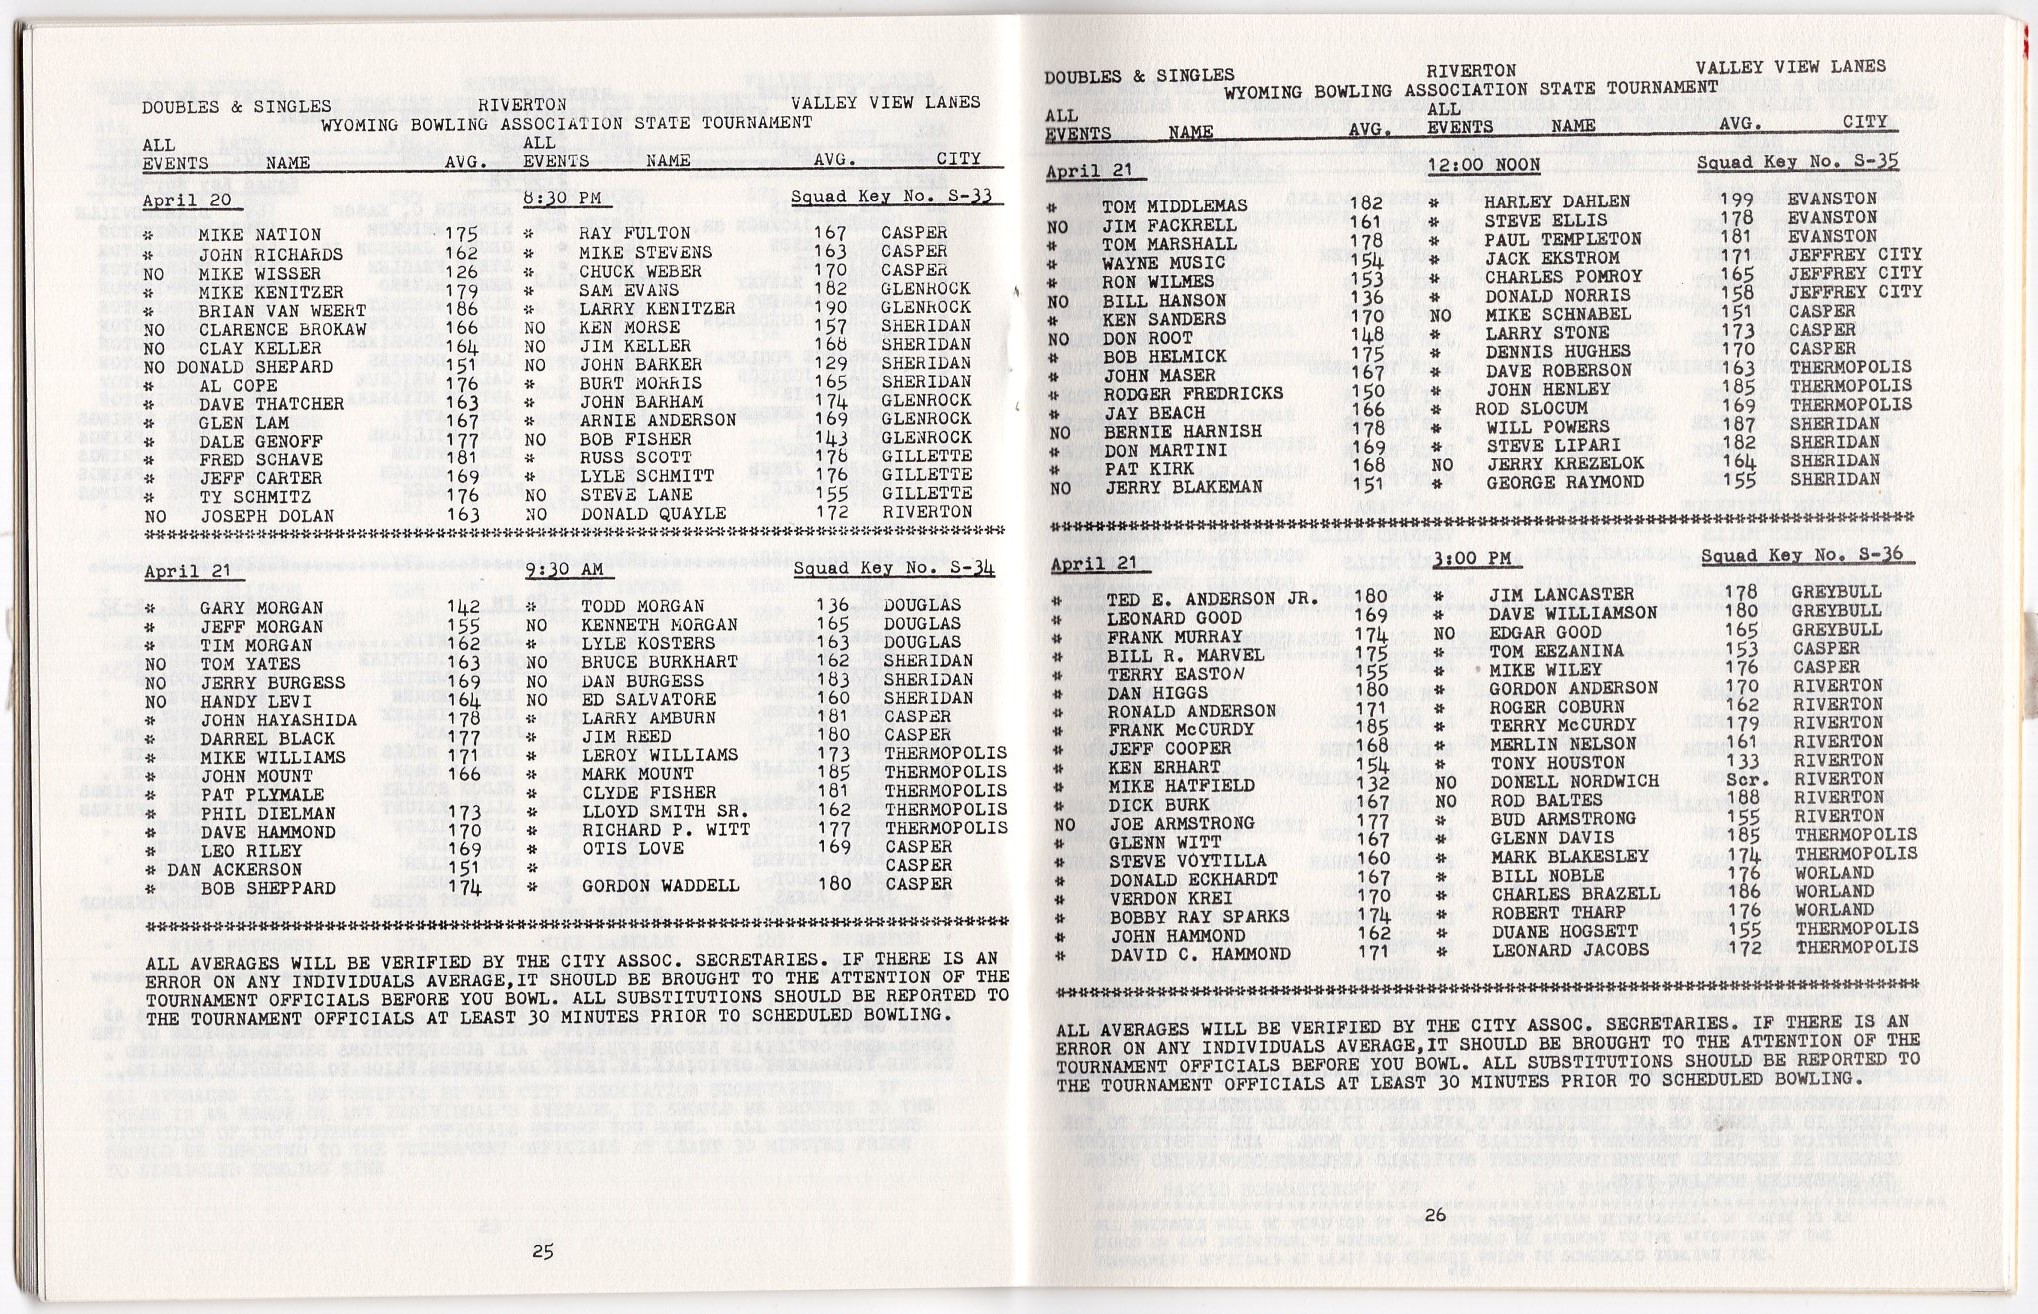 DOUBLES & SINGLES RIVERTON VALLEY VIEW LANES
WYOMING BOWLING ASSOCIATION STATE TOURNAMENT
ALL ALL
EVENTS NAME AVG. EVENTS NAME AVG. CITY
April 20 8:30 PM Squad Key No. S-33
* MIKE NATION 175 * RAY FULTON 167 CASPER
* JOHN RICHARDS 162 * MIKE STEVENS 163 CASPER
NO MIKE WISSER 126 * CHUCK WEBER 170 CASPER
* MIKE KENITZER 179 * SAM EVANS 182 GLENROCK
* BRIAN VAN WEERT 186 * LARRY KENITZER 190 GLENROCK
NO CLARENCE BROKAW 166 NO KEN MORSE 157 SHERIDAN
NO CLAY KELLER 164 NO JIM KELLER 168 SHERIDAN
NO DONALD SHEPARD 151 NO JOHN BARKER 129 SHERIDAN
* AL COPE 176 * BURT MORRIS 165 SHERIDAN
* DAVE THATCHER 163 * JOHN BARHAM 174 GLENROCK
* GLEN LAM 167 * ARNIE ANDERSON 169 GLENROCK
* DALE GENOFF 177 NO BOB FISHER 143 GLENROCK
* FRED SCHAVE 181 * RUSS SCOTT 178 GILLETTE
* JEFF CARTER 169 * LYLE SCHMITT 176 GILLETTE
* TY SCHMITZ 176 NO STEVE LANE 155 GILLETTE
NO JOSEPH DOLAN 163 NO DONALD QUAYLE 172 RIVERTON
April 21 9:30 AM Squad Key No. S-34
* GARY MORGAN 142 * TODD MORGAN 136 DOUGLAS
* JEFF MORGAN 155 NO KENNETH MORGAN 165 DOUGLAS
* TIM MORGAN 162 * LYLE KOSTERS 163 DOUGLAS
NO TOM YATES 163 NO BRUCE BURKHART 162 SHERIDAN
NO JERRY BURGESS 169 NO DAN BURGESS 183 SHERIDAN
NO HANDY LEVI 164 NO ED SALVATORE 160 SHERIDAN
* JOHN HAYASHIDA 178 * LARRY AMBURN 181 CASPER
* DARREL BLACK 177 * JIM REED 180 CASPER
* MIKE WILLIAMS 171 * LEROY WILLIAMS 173 THERMOPOLIS
* JOHN MOUNT 166 * MARK MOUNT 185 THERMOPOLIS
* PAT PLYMALE * CLYDE FISHER 181 THERMOPOLIS
* PHIL DIELMAN 173 * LLOYD SMITH SR. 162 THERMOPOLIS
* DAVE HAMMOND 170 * RICHARD P. WITT 177 THERMOPOLIS
* LEO RILEY 169 * OTIS LOVE 169 CASPER
* DAN ACKERSON 151 * CASPER
* BOB SHEPPARD 174 * GORDON WADDELL 180 CASPER
ALL AVERAGES WILL BE VERIFIED BY THE CITY ASSOC. SECRETARIES. IF THERE IS AN
ERROR ON ANY INDIVIDUALS AVERAGE,IT SHOULD BE BROUGHT TO THE ATTENTION OF THE
TOURNAMENT OFFICIALS BEFORE YOU BOWL. ALL SUBSTITUTIONS SHOULD BE REPORTED TO
THE TOURNAMENT OFFICIALS AT LEAST 30 MINUTES PRIOR TO SCHEDULED BOWLING.
25
DOUBLES & SINGLES RIVERTON VALLEY VIEW LANES
WYOMING BOWLING ASSOCIATION STATE TOURNAMENT
ALL ALL
EVENTS NAME AVG. EVENTS NAME AVG. CITY
April 21 12:00 NOON Squad Key No. S-35
* TOM MIDDLEMAS 182 * HARLEY DAHLEN 199 EVANSTON
NO JIM FACKRELL 161 * STEVE ELLIS 178 EVANSTON
* TOM MARSHALL 178 * PAUL TEMPLETON 181 EVANSTON
* WAYNE MUSIC 154 * JACK EKSTROM 171 JEFFREY CITY
* RON WILMES 153 * CHARLES POMROY 165 JEFFREY CITY
NO BILL HANSON 136 * DONALD NORRIS 158 JEFFREY CITY
* KEN SANDERS 170 NO MIKE SCHNABEL 151 CASPER
NO DON ROOT 148 * LARRY STONE 173 CASPER
* BOB HELMICK 175 * DENNIS HUGHES 170 CASPER
* JOHN MASER 167 * DAVE ROBERSON 163 THERMOPOLIS
* RODGER FREDRICKS 150 * JOHN HENLEY 185 THERMOPOLIS
* JAY BEACH 166 * ROD SLOCUM 169 THERMOPOLIS
NO BERNIE HARNISH 178 * WILL POWERS 187 SHERIDAN
* DON MARTINI 169 * STEVE LIPARI 182 SHERIDAN
* PAT KIRK 168 NO JERRY KREZELOK 164 SHERIDAN
NO JERRY BLAKEMAN 151 * GEORGE RAYMOND 155 SHERIDAN
April 21 3:00 PM Squad Key No. S-36
* TED E. ANDERSON JR. 180 * JIM LANCASTER 178 GREYBULL
* LEONARD GOOD 169 * DAVE WILLIAMSON 180 GREYBULL
* FRANK MURRAY 174 NO EDGAR GOOD 165 GREYBULL
* BILL R. MARVEL 175 * TOM EEZANINA 153 CASPER
* TERRY EASTON 155 * MIKE WILEY 176 CASPER
* DAN HIGGS 180 * GORDON ANDERSON 170 RIVERTON
* RONALD ANDERSON 171 * ROGER COBURN 162 RIVERTON
* FRANK McCURDY 185 * TERRY McCURDY 179 RIVERTON
* JEFF COOPER 168 * MERLIN NELSON 161 RIVERTON
* KEN ERHART 154 * TONY HOUSTON 133 RIVERTON
* MIKE HATFIELD 132 NO DONELL NORDWICH Scr. RIVERTON
* DICK BURK 167 NO ROD BALTES 188 RIVERTON
NO JOE ARMSTRONG 177 * BUD ARMSTRONG 155 RIVERTON
* GLENN WITT 167 * GLENN DAVIS 185 THERMOPOLIS
* STEVE VOYTILLA 160 * MARK BLAKESLEY 174 THERMOPOLIS
* DONALD ECKHARDT 167 * BILL NOBLE 176 WORLAND
* VERDON KREI 170 * CHARLES BRAZELL 186 WORLAND
* BOBBY RAY SPARKS 174 * ROBERT THARP 176 WORLAND
* JOHN HAMMOND 162 * DUANE HOGSETT 155 THERMOPOLIS
* DAVID C. HAMMOND 171 * LEONARD JACOBS 172 THERMOPOLIS
ALL AVERAGES WILL BE VERIFIED BY THE CITY ASSOC. SECRETARIES. IF THERE IS AN
ERROR ON ANY INDIVIDUALS AVERAGE,IT SHOULD BE BROUGHT TO THE ATTENTION OF THE
TOURNAMENT OFFICIALS BEFORE YOU BOWL. ALL SUBSTITUTIONS SHOULD BE REPORTED TO
THE TOURNAMENT OFFICIALS AT LEAST 30 MINUTES PRIOR TO SCHEDULED BOWLING.
26